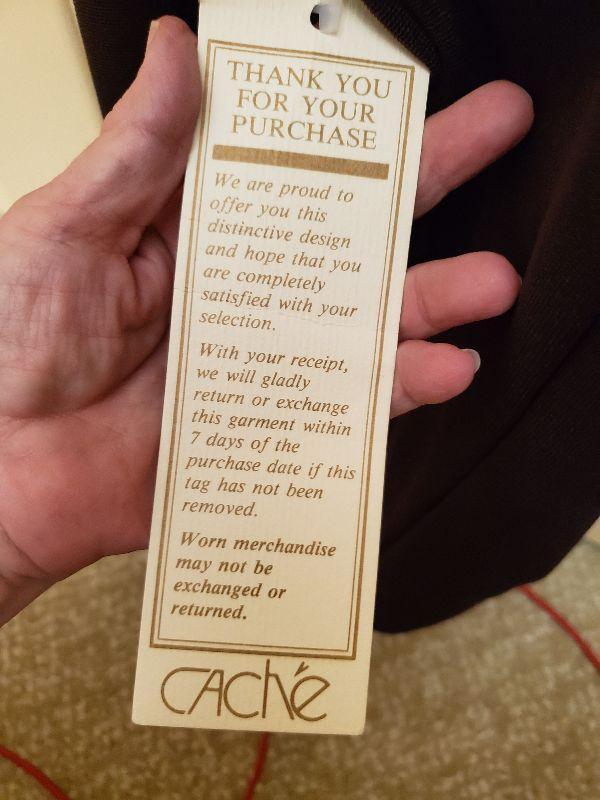 THANK YOU
FOR YOUR
PURCHASE
We are proud to
offer you this
distinctive design
and hope that you
are completely
satisfied with your
selection.
With your receipt,
we will gladly
return or exchange
this garment within
7 days of the
purchase date if this
tag has not been
removed.
Worn merchandise
may not be
exchanged or
returned.
caché